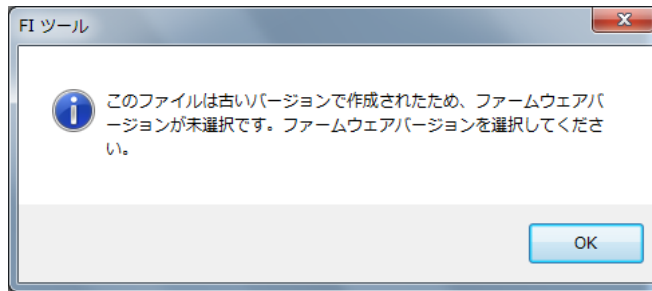 FI ツール
このファイルは古いバージョンで作成されたため、ファームウェアバ
ージョンが未選択です。ファームウェアバージョンを選択してくださ
い。
OK